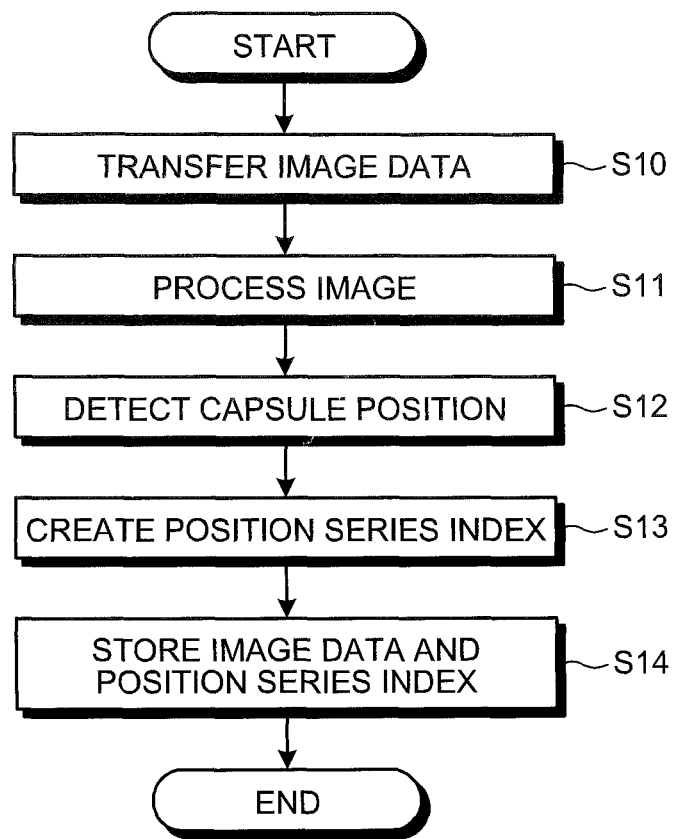 START
TRANSFER IMAGE DATA S10
PROCESS IMAGE S11
DETECT CAPSULE POSITION S12
CREATE POSITION SERIES INDEX S13
STORE IMAGE DATA AND
POSITION SERIES INDEX S14
END